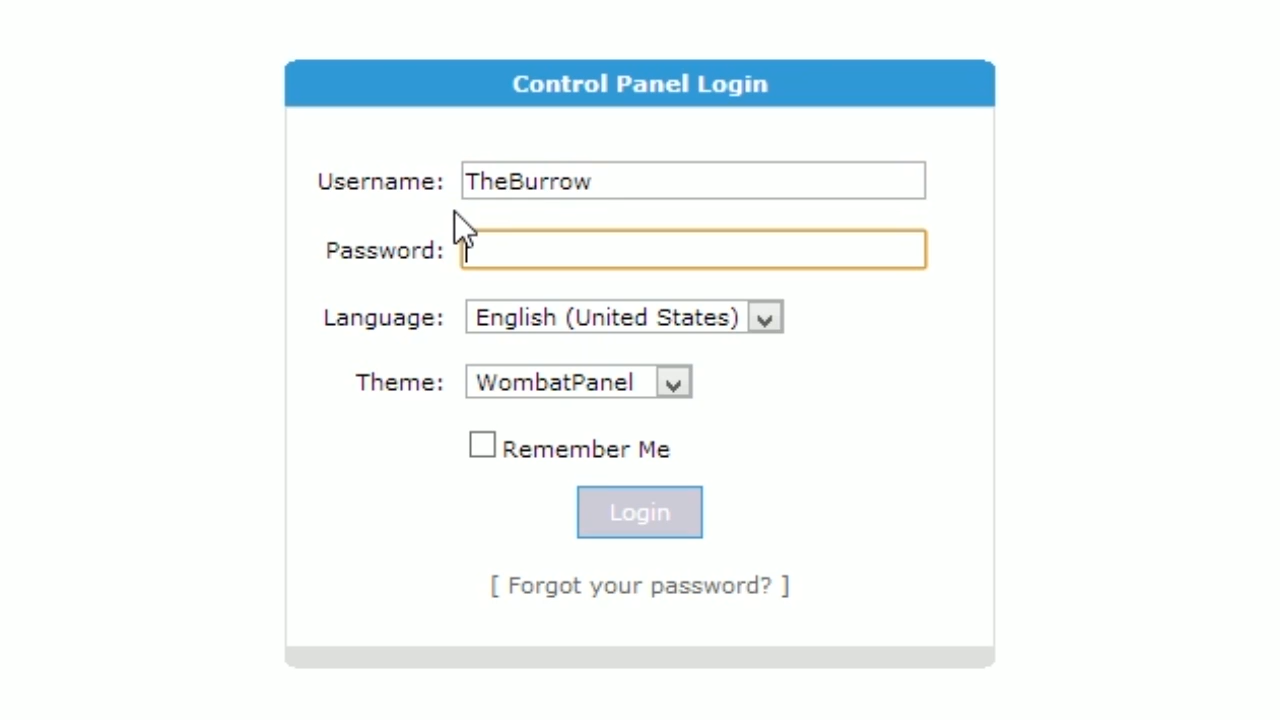 Control Panel Login
Username: TheBurrow
Password:
Language: English (United States)
Theme: WombatPanel
Remember Me
Login
[ Forgot your password? ]